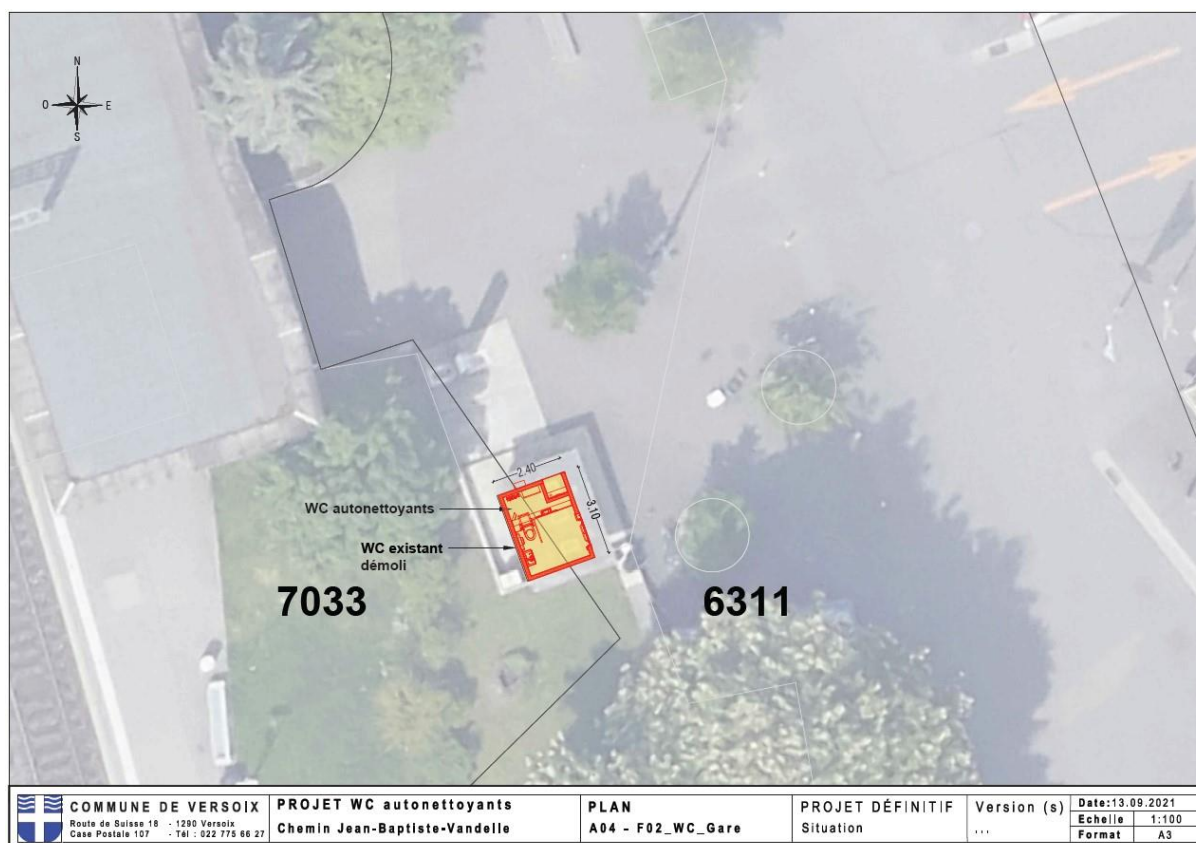 N
O
E
S
2.40
3.10
WC autonettoyants
WC existant
démoli
7033
6311
COMMUNE DE VERSOIX
Route de Suisse 18 - 1290 Versoix
Case Postale 107 - Tél : 022 775 66 27
PROJET WC autonettoyants
Chemin Jean-Baptiste-Vandelle
PLAN
A04 - F02_WC_Gare
PROJET DÉFINITIF
Situation
Version (s)
...
Date:13.09.2021
Echelle 1:100
Format A3